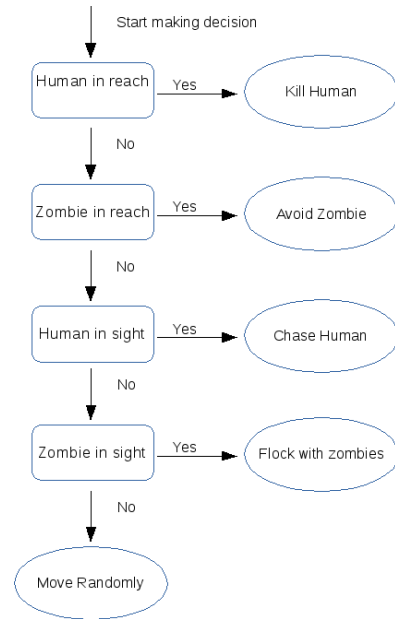 Start making decision
Human in reach
Yes
Kill Human
No
Zombie in reach
Yes
Avoid Zombie
No
Human in sight
Yes
Chase Human
No
Zombie in sight
Yes
Flock with zombies
No
Move Randomly